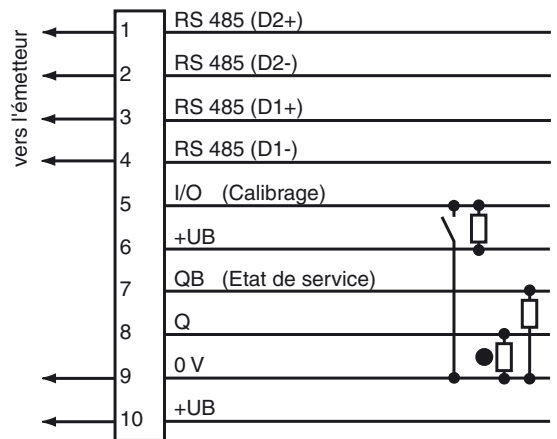 vers l'émetteur
1 RS 485 (D2+)
2 RS 485 (D2-)
3 RS 485 (D1+)
4 RS 485 (D1-)
5 I/O (Calibrage)
6 +UB
7 QB (Etat de service)
8 Q
9 0 V
10 +UB